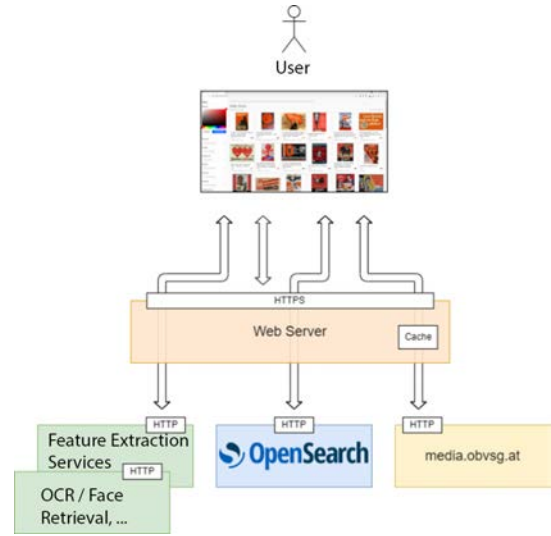 User
HTTPS
Web Server
Cache
HTTP
HTTP
HTTP
Feature Extraction
Services
HTTP
OCR / Face
Retrieval, ...
OpenSearch
media.obvsg.at